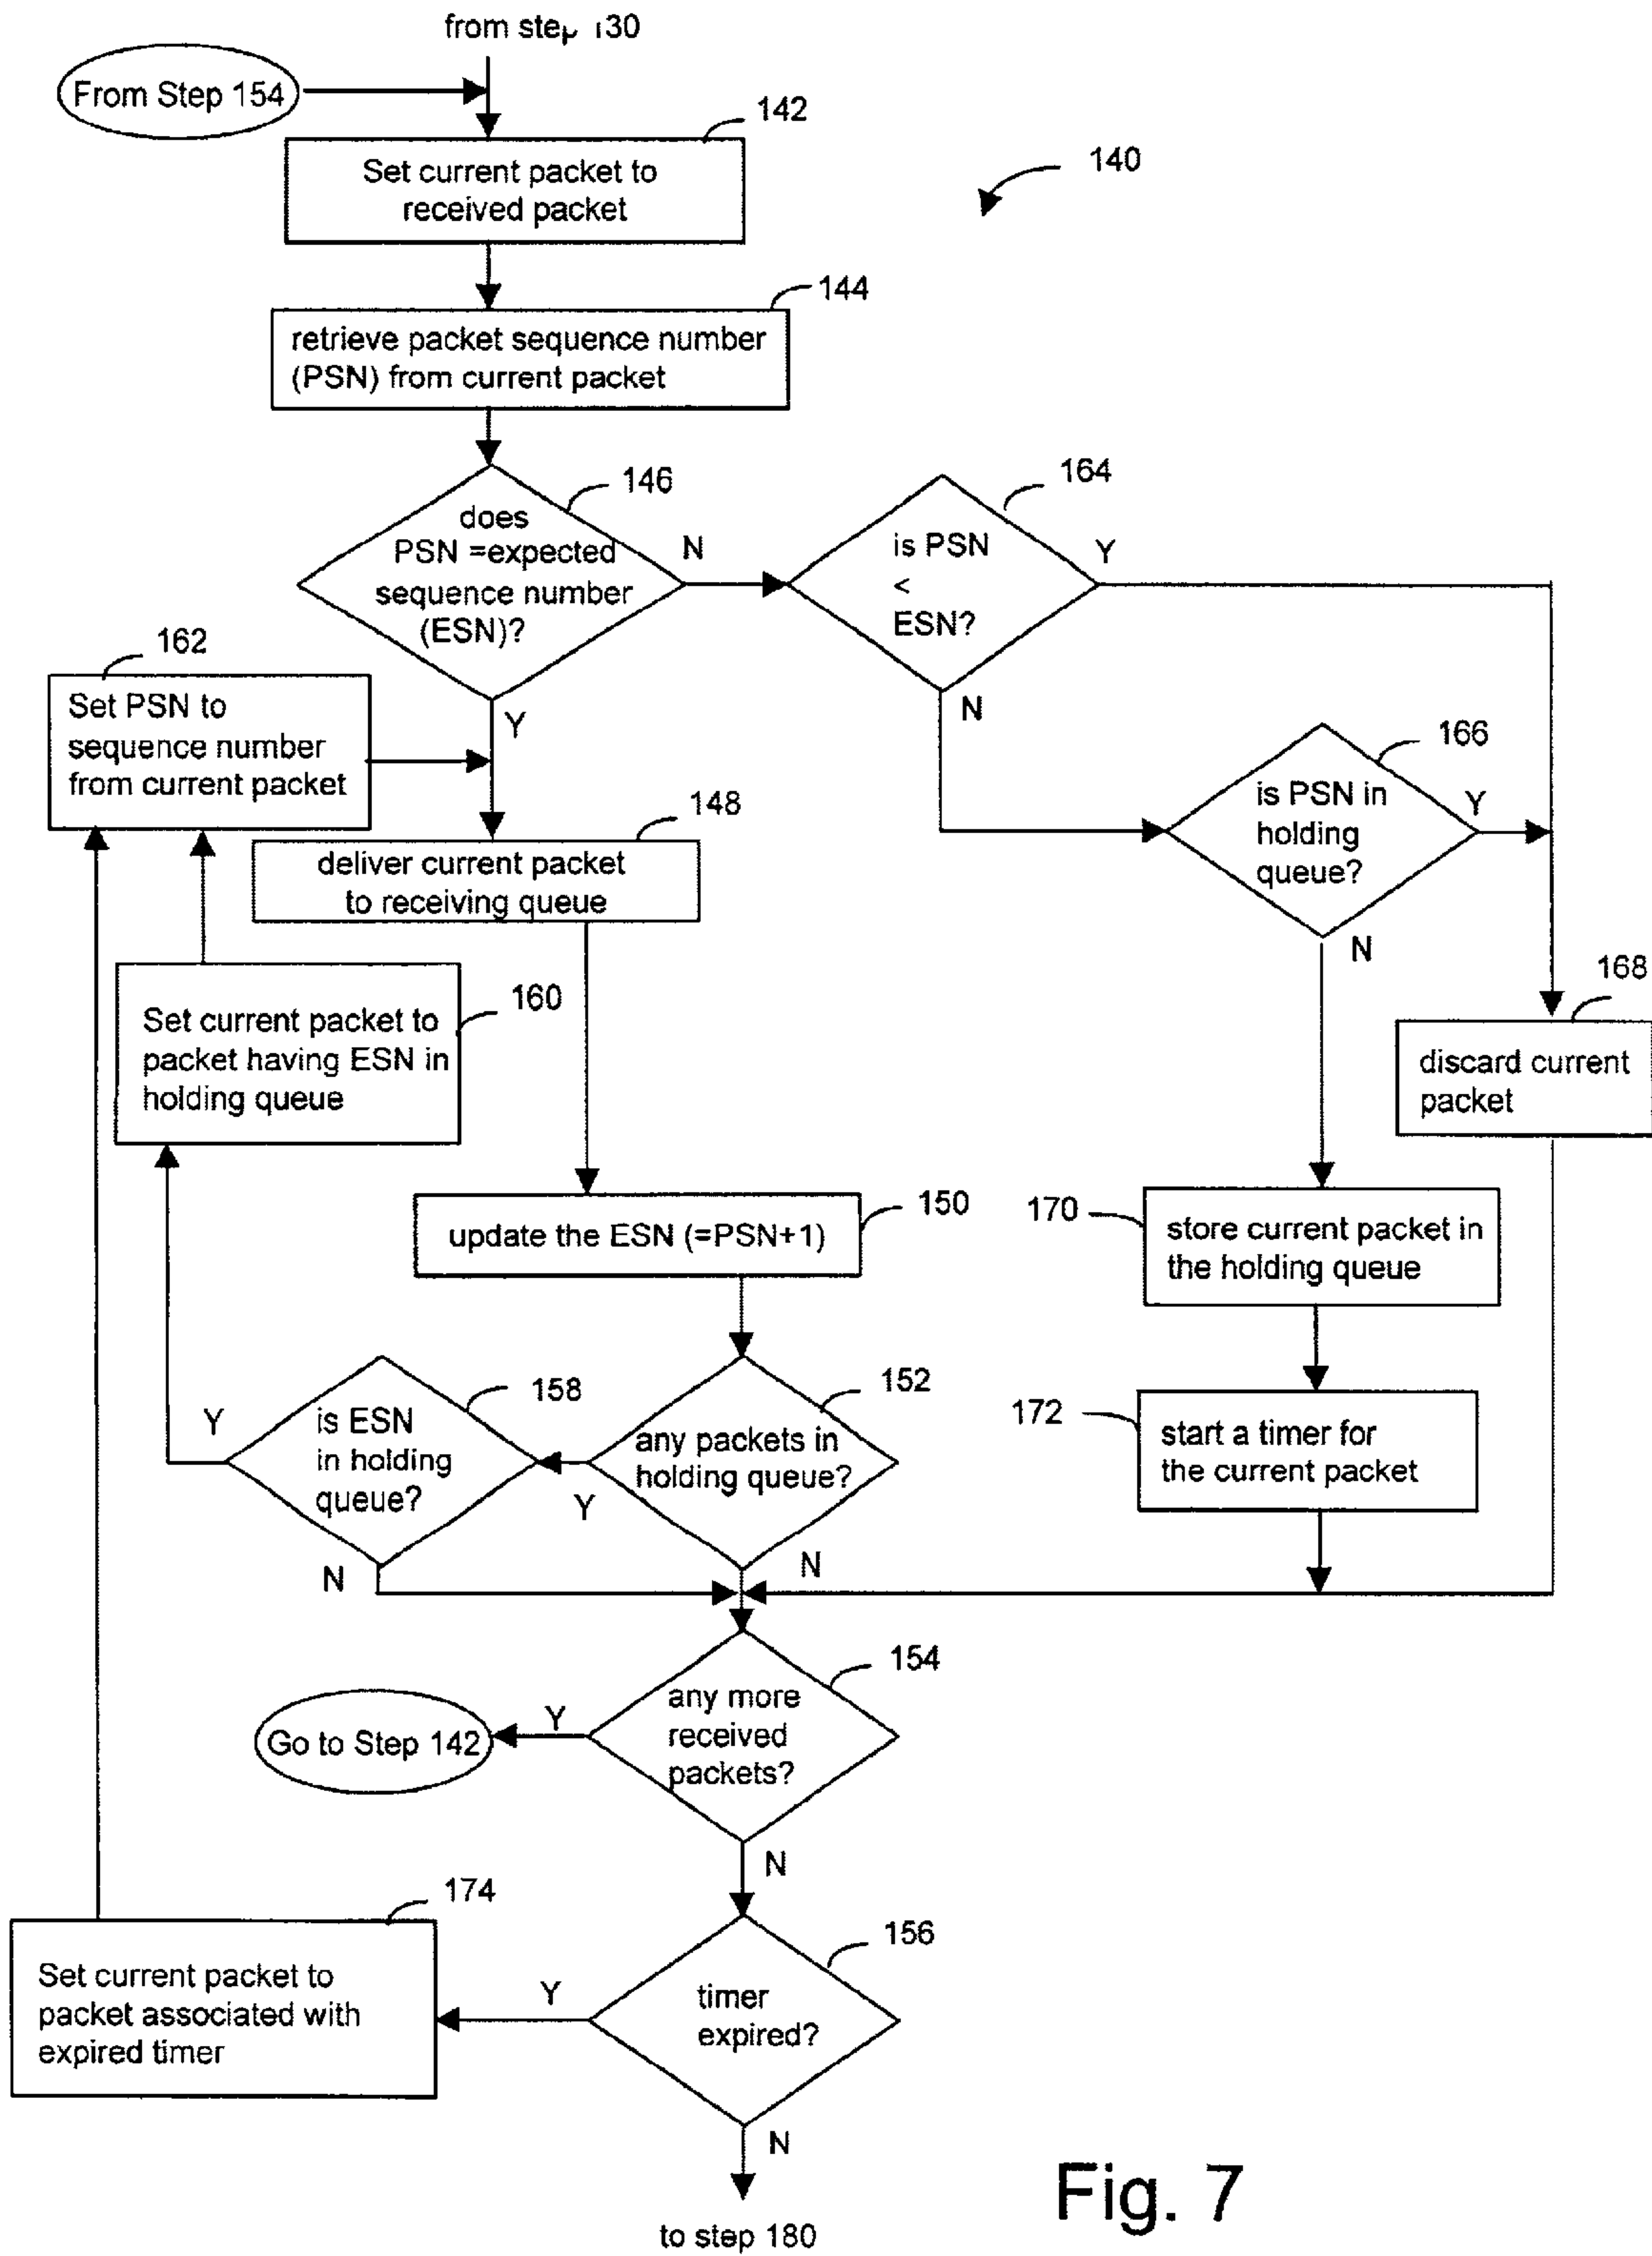 from step 130
From Step 154
142
Set current packet to
received packet
140
144
retrieve packet sequence number
(PSN) from current packet
146
does
PSN =expected
sequence number
(ESN)?
N
Y
164
is PSN
<
ESN?
Y
N
162
Set PSN to
sequence number
from current packet
166
is PSN in
holding
queue?
Y
N
148
deliver current packet
to receiving queue
160
Set current packet to
packet having ESN in
holding queue
168
discard current
packet
150
update the ESN (=PSN+1)
170
store current packet in
the holding queue
158
is ESN
in holding
queue?
Y
N
152
any packets in
holding queue?
Y
N
172
start a timer for
the current packet
154
any more
received
packets?
Y
Go to Step 142
N
174
Set current packet to
packet associated with
expired timer
156
timer
expired?
Y
N
to step 180
Fig. 7